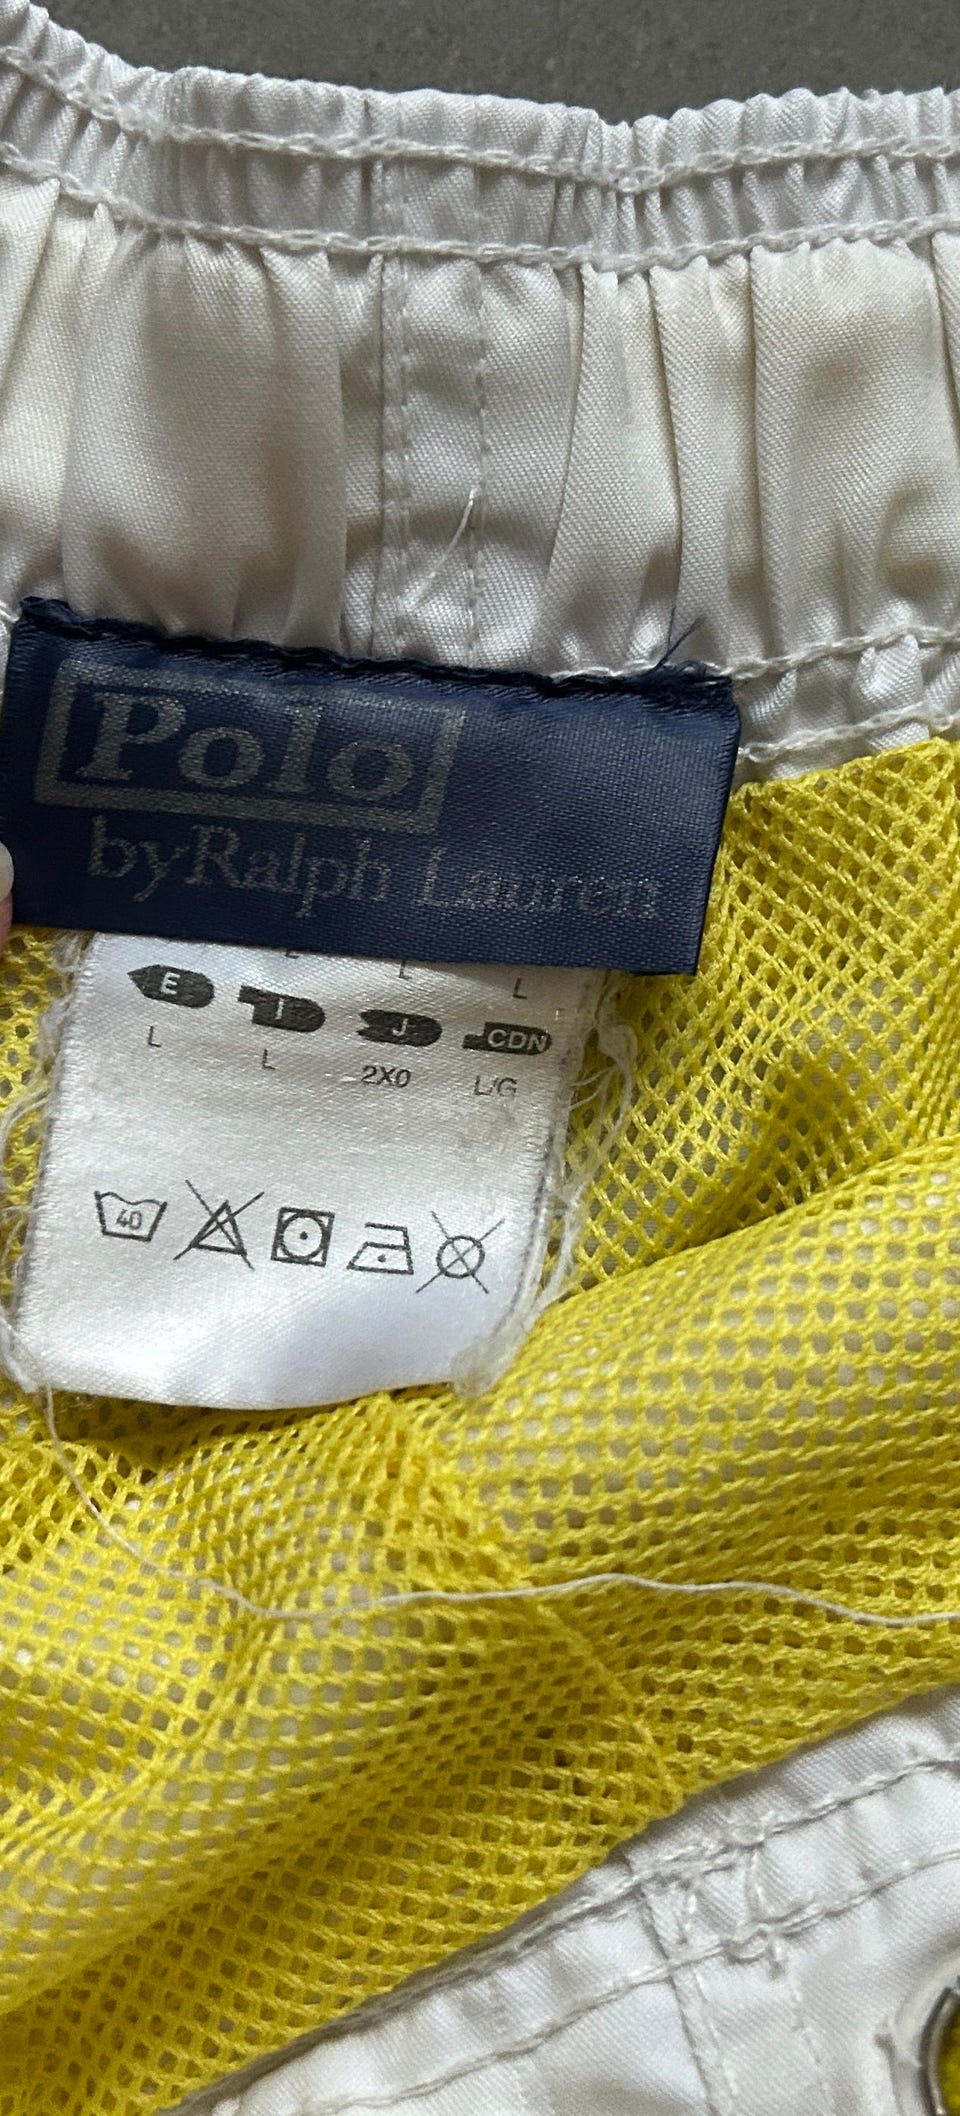 Polo
by Ralph Lauren
L L L
E I J CDN
L L 2X0 L/G
40